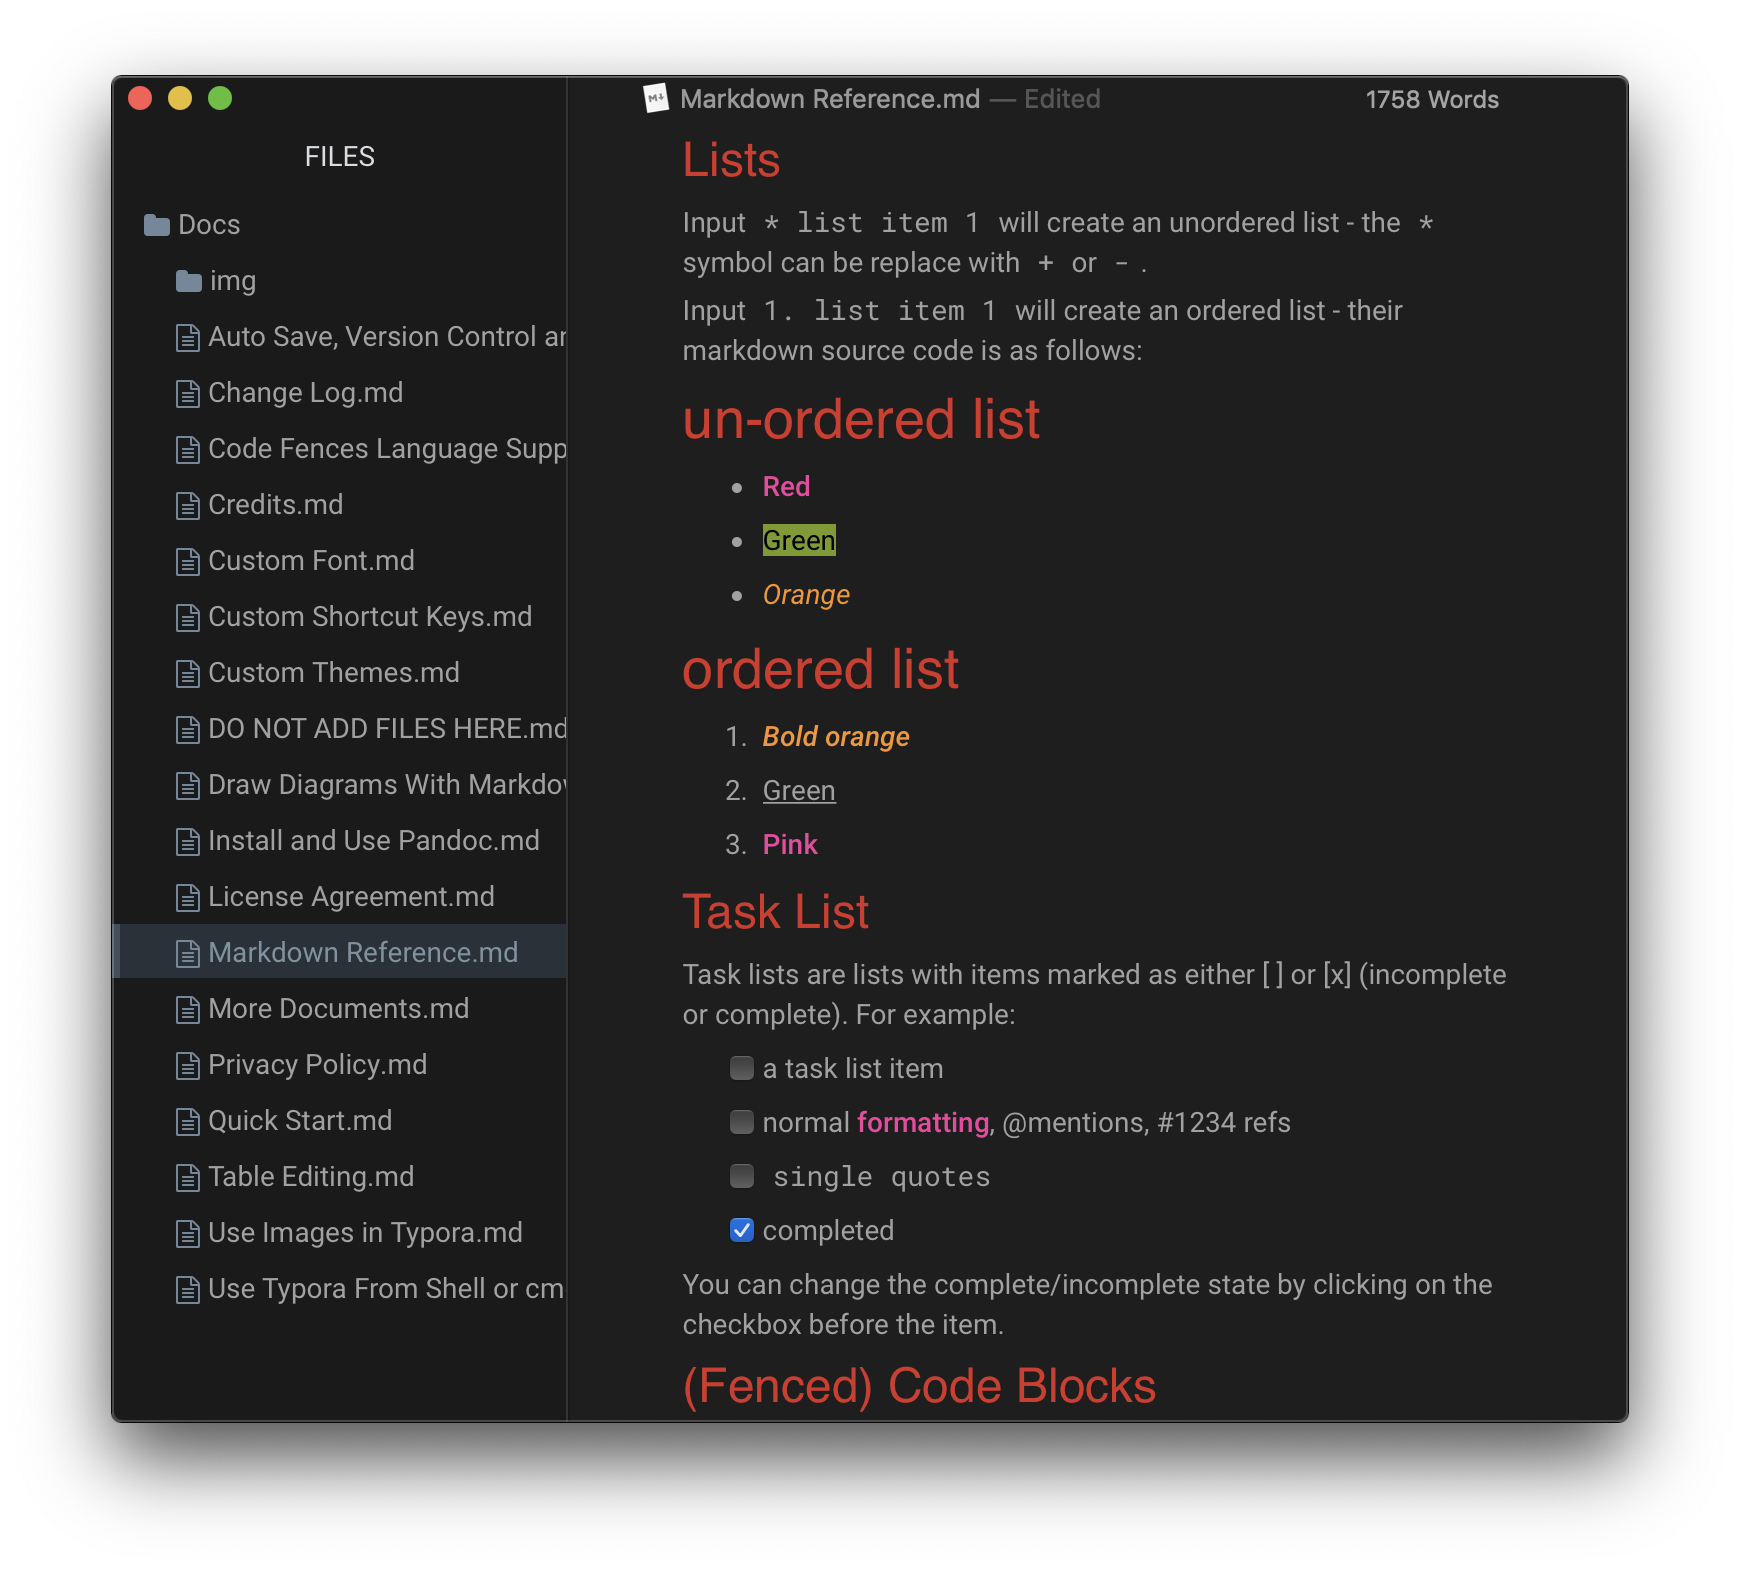 FILES
Docs
img
Auto Save, Version Control ar
Change Log.md
Code Fences Language Supp
Credits.md
Custom Font.md
Custom Shortcut Keys.md
Custom Themes.md
DO NOT ADD FILES HERE.md
Draw Diagrams With Markdow
Install and Use Pandoc.md
License Agreement.md
Markdown Reference.md
More Documents.md
Privacy Policy.md
Quick Start.md
Table Editing.md
Use Images in Typora.md
Use Typora From Shell or cm
Markdown Reference.md — Edited
1758 Words
Lists
Input * list item 1 will create an unordered list - the *
symbol can be replace with + or - .
Input 1. list item 1 will create an ordered list - their
markdown source code is as follows:
un-ordered list
• Red
• Green
• Orange
ordered list
1. Bold orange
2. Green
3. Pink
Task List
Task lists are lists with items marked as either [ ] or [x] (incomplete
or complete). For example:
a task list item
normal formatting, @mentions, #1234 refs
single quotes
completed
You can change the complete/incomplete state by clicking on the
checkbox before the item.
(Fenced) Code Blocks